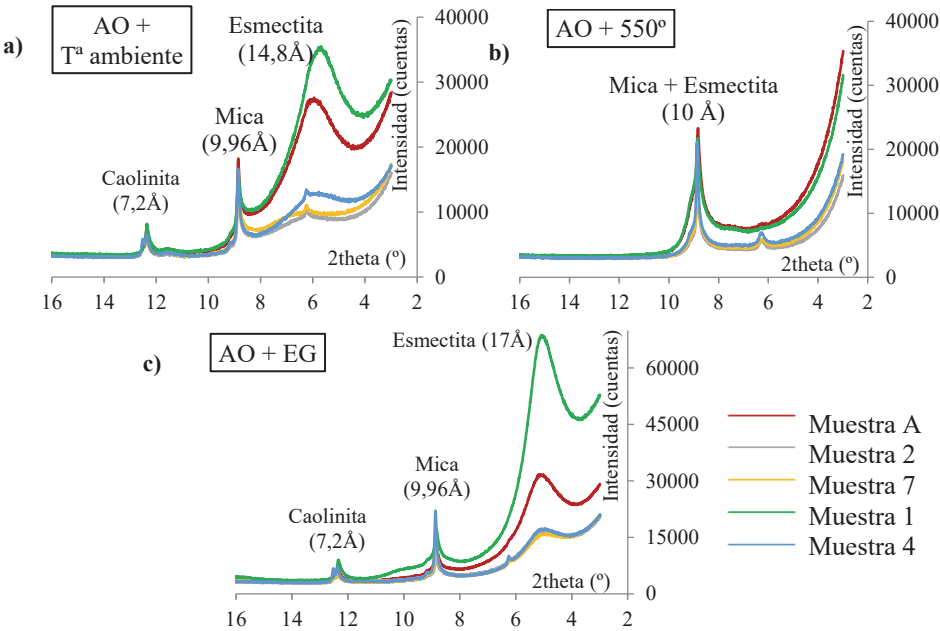 a)
AO +
Tª ambiente
Esmectita
(14,8Å)
Mica
(9,96Å)
Caolinita
(7,2Å)
Intensidad (cuentas)
40000
30000
20000
10000
0
2theta (º)
16 14 12 10 8 6 4 2
b)
AO + 550º
Mica + Esmectita
(10 Å)
Intensidad (cuentas)
40000
30000
20000
10000
0
2theta (º)
16 14 12 10 8 6 4 2
c)
AO + EG
Esmectita (17Å)
Mica
(9,96Å)
Caolinita
(7,2Å)
Intensidad (cuentas)
60000
45000
30000
15000
0
2theta (º)
16 14 12 10 8 6 4 2
Muestra A
Muestra 2
Muestra 7
Muestra 1
Muestra 4